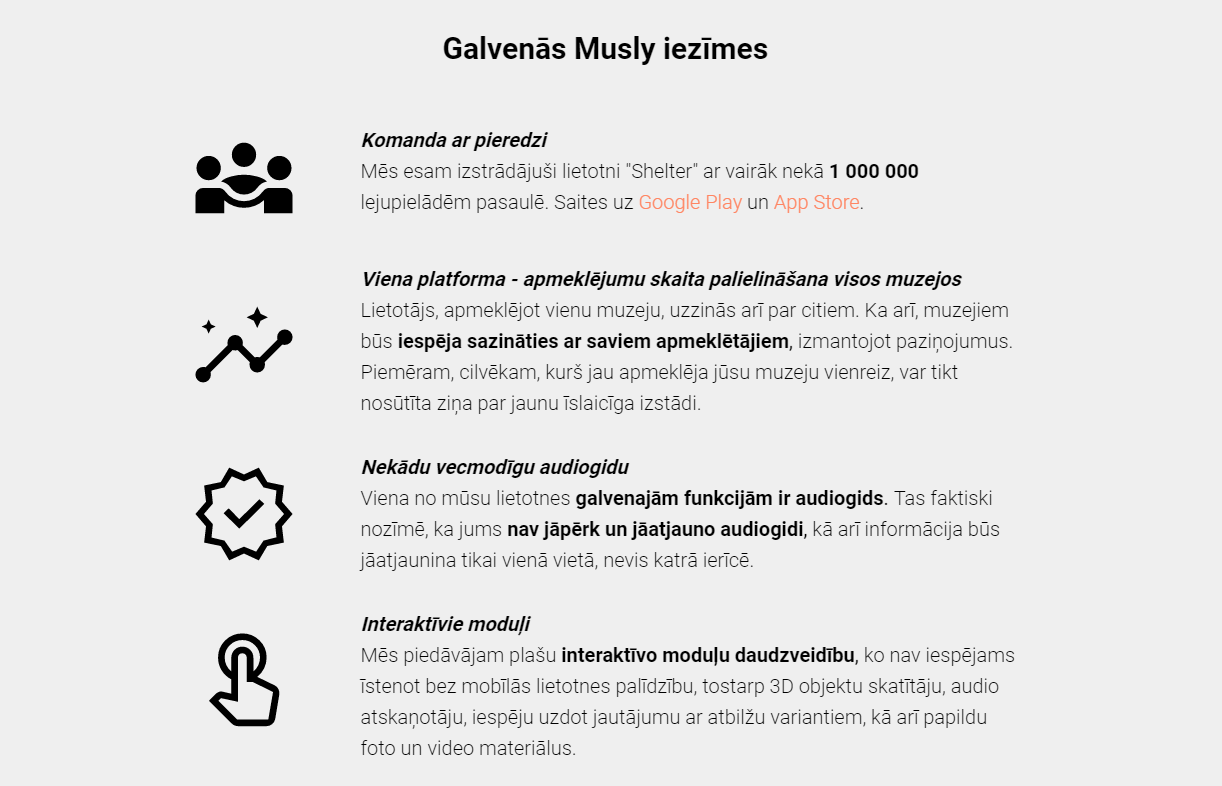 Galvenās Musly iezīmes
Komanda ar pieredzi
Mēs esam izstrādājuši lietotni "Shelter" ar vairāk nekā 1 000 000
lejupielādēm pasaulē. Saites uz Google Play un App Store.
Viena platforma - apmeklējumu skaita palielināšana visos muzejos
Lietotājs, apmeklējot vienu muzeju, uzzinās arī par citiem. Ka arī, muzejiem
būs iespēja sazināties ar saviem apmeklētājiem, izmantojot paziņojumus.
Piemēram, cilvēkam, kurš jau apmeklēja jūsu muzeju vienreiz, var tikt
nosūtīta ziņa par jaunu īslaicīga izstādi.
Nekādu vecmodīgu audiogidu
Viena no mūsu lietotnes galvenajām funkcijām ir audiogids. Tas faktiski
nozīmē, ka jums nav jāpērk un jāatjauno audiogidi, kā arī informācija būs
jāatjaunina tikai vienā vietā, nevis katrā ierīcē.
Interaktīvie moduļi
Mēs piedāvājam plašu interaktīvo moduļu daudzveidību, ko nav iespējams
īstenot bez mobīlās lietotnes palīdzību, tostarp 3D objektu skatītāju, audio
atskaņotāju, iespēju uzdot jautājumu ar atbilžu variantiem, kā arī papildu
foto un video materiālus.